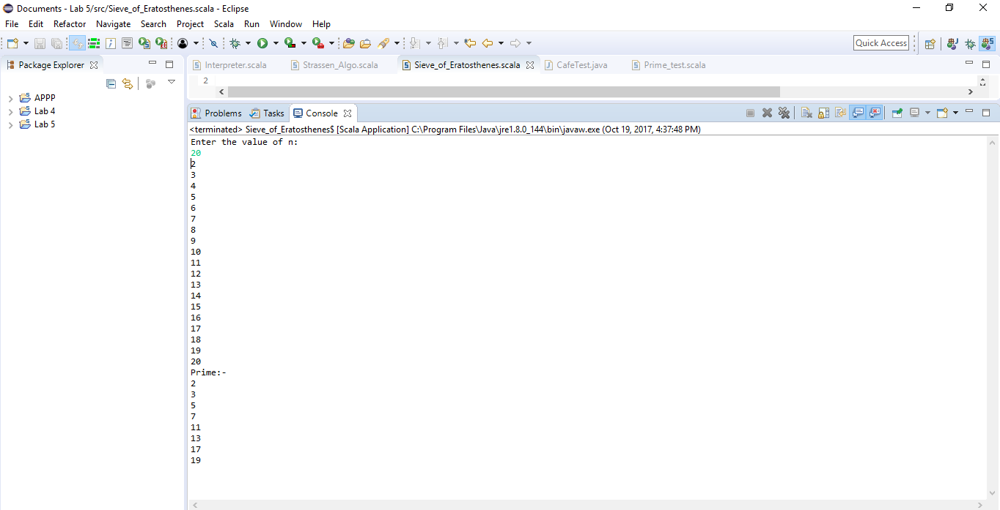 Documents - Lab 5/src/Sieve_of_Eratosthenes.scala - Eclipse
File Edit Refactor Navigate Search Project Scala Run Window Help
Quick Access
Package Explorer
Interpreter.scala Strassen_Algo.scala Sieve_of_Eratosthenes.scala CafeTest.java Prime_test.scala
2
APPP
Lab 4
Lab 5
Problems Tasks Console
<terminated> Sieve_of_Eratosthenes$ [Scala Application] C:\Program Files\Java\jre1.8.0_144\bin\javaw.exe (Oct 19, 2017, 4:37:48 PM)
Enter the value of n:
20
2
3
4
5
6
7
8
9
10
11
12
13
14
15
16
17
18
19
20
Prime:-
2
3
5
7
11
13
17
19